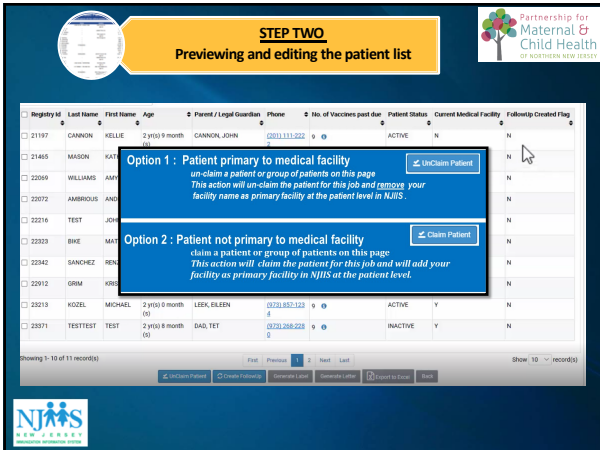 STEP TWO
Previewing and editing the patient list
Partnership for
Maternal &
Child Health
OF NORTHERN NEW JERSEY
Registry Id Last Name First Name Age Parent / Legal Guardian Phone No. of Vaccines past due Patient Status Current Medical Facility FollowUp Created Flag
21197 CANNON KELLIE 2 yr(s) 9 month CANNON, JOHN (201) 111-222 9 ACTIVE N N
(s) 2
21465 MASON KATI N
22069 WILLIAMS AMY N
22072 AMBRIOUS AND N
22216 TEST JOH N
22323 BIKE MAT N
22342 SANCHEZ RENZ N
22912 GRIM KRIS N
Option 1 : Patient primary to medical facility
UnClaim Patient
un-claim a patient or group of patients on this page
This action will un-claim the patient for this job and remove your
facility name as primary facility at the patient level in NJIIS .
Option 2 : Patient not primary to medical facility
Claim Patient
claim a patient or group of patients on this page
This action will claim the patient for this job and will add your
facility as primary facility in NJIIS at the patient level.
23213 KOZEL MICHAEL 2 yr(s) 0 month LEEK, EILEEN (973) 857-123 9 ACTIVE Y N
(s) 4
23371 TESTTEST TEST 2 yr(s) 8 month DAD, TET (973) 268-228 9 INACTIVE Y N
(s) 0
Showing 1- 10 of 11 record(s) First Previous 1 2 Next Last Show 10 record(s)
UnClaim Patient Create FollowUp Generate Label Generate Letter Export to Excel Back
NJIIS
NEW JERSEY
IMMUNIZATION INFORMATION SYSTEM